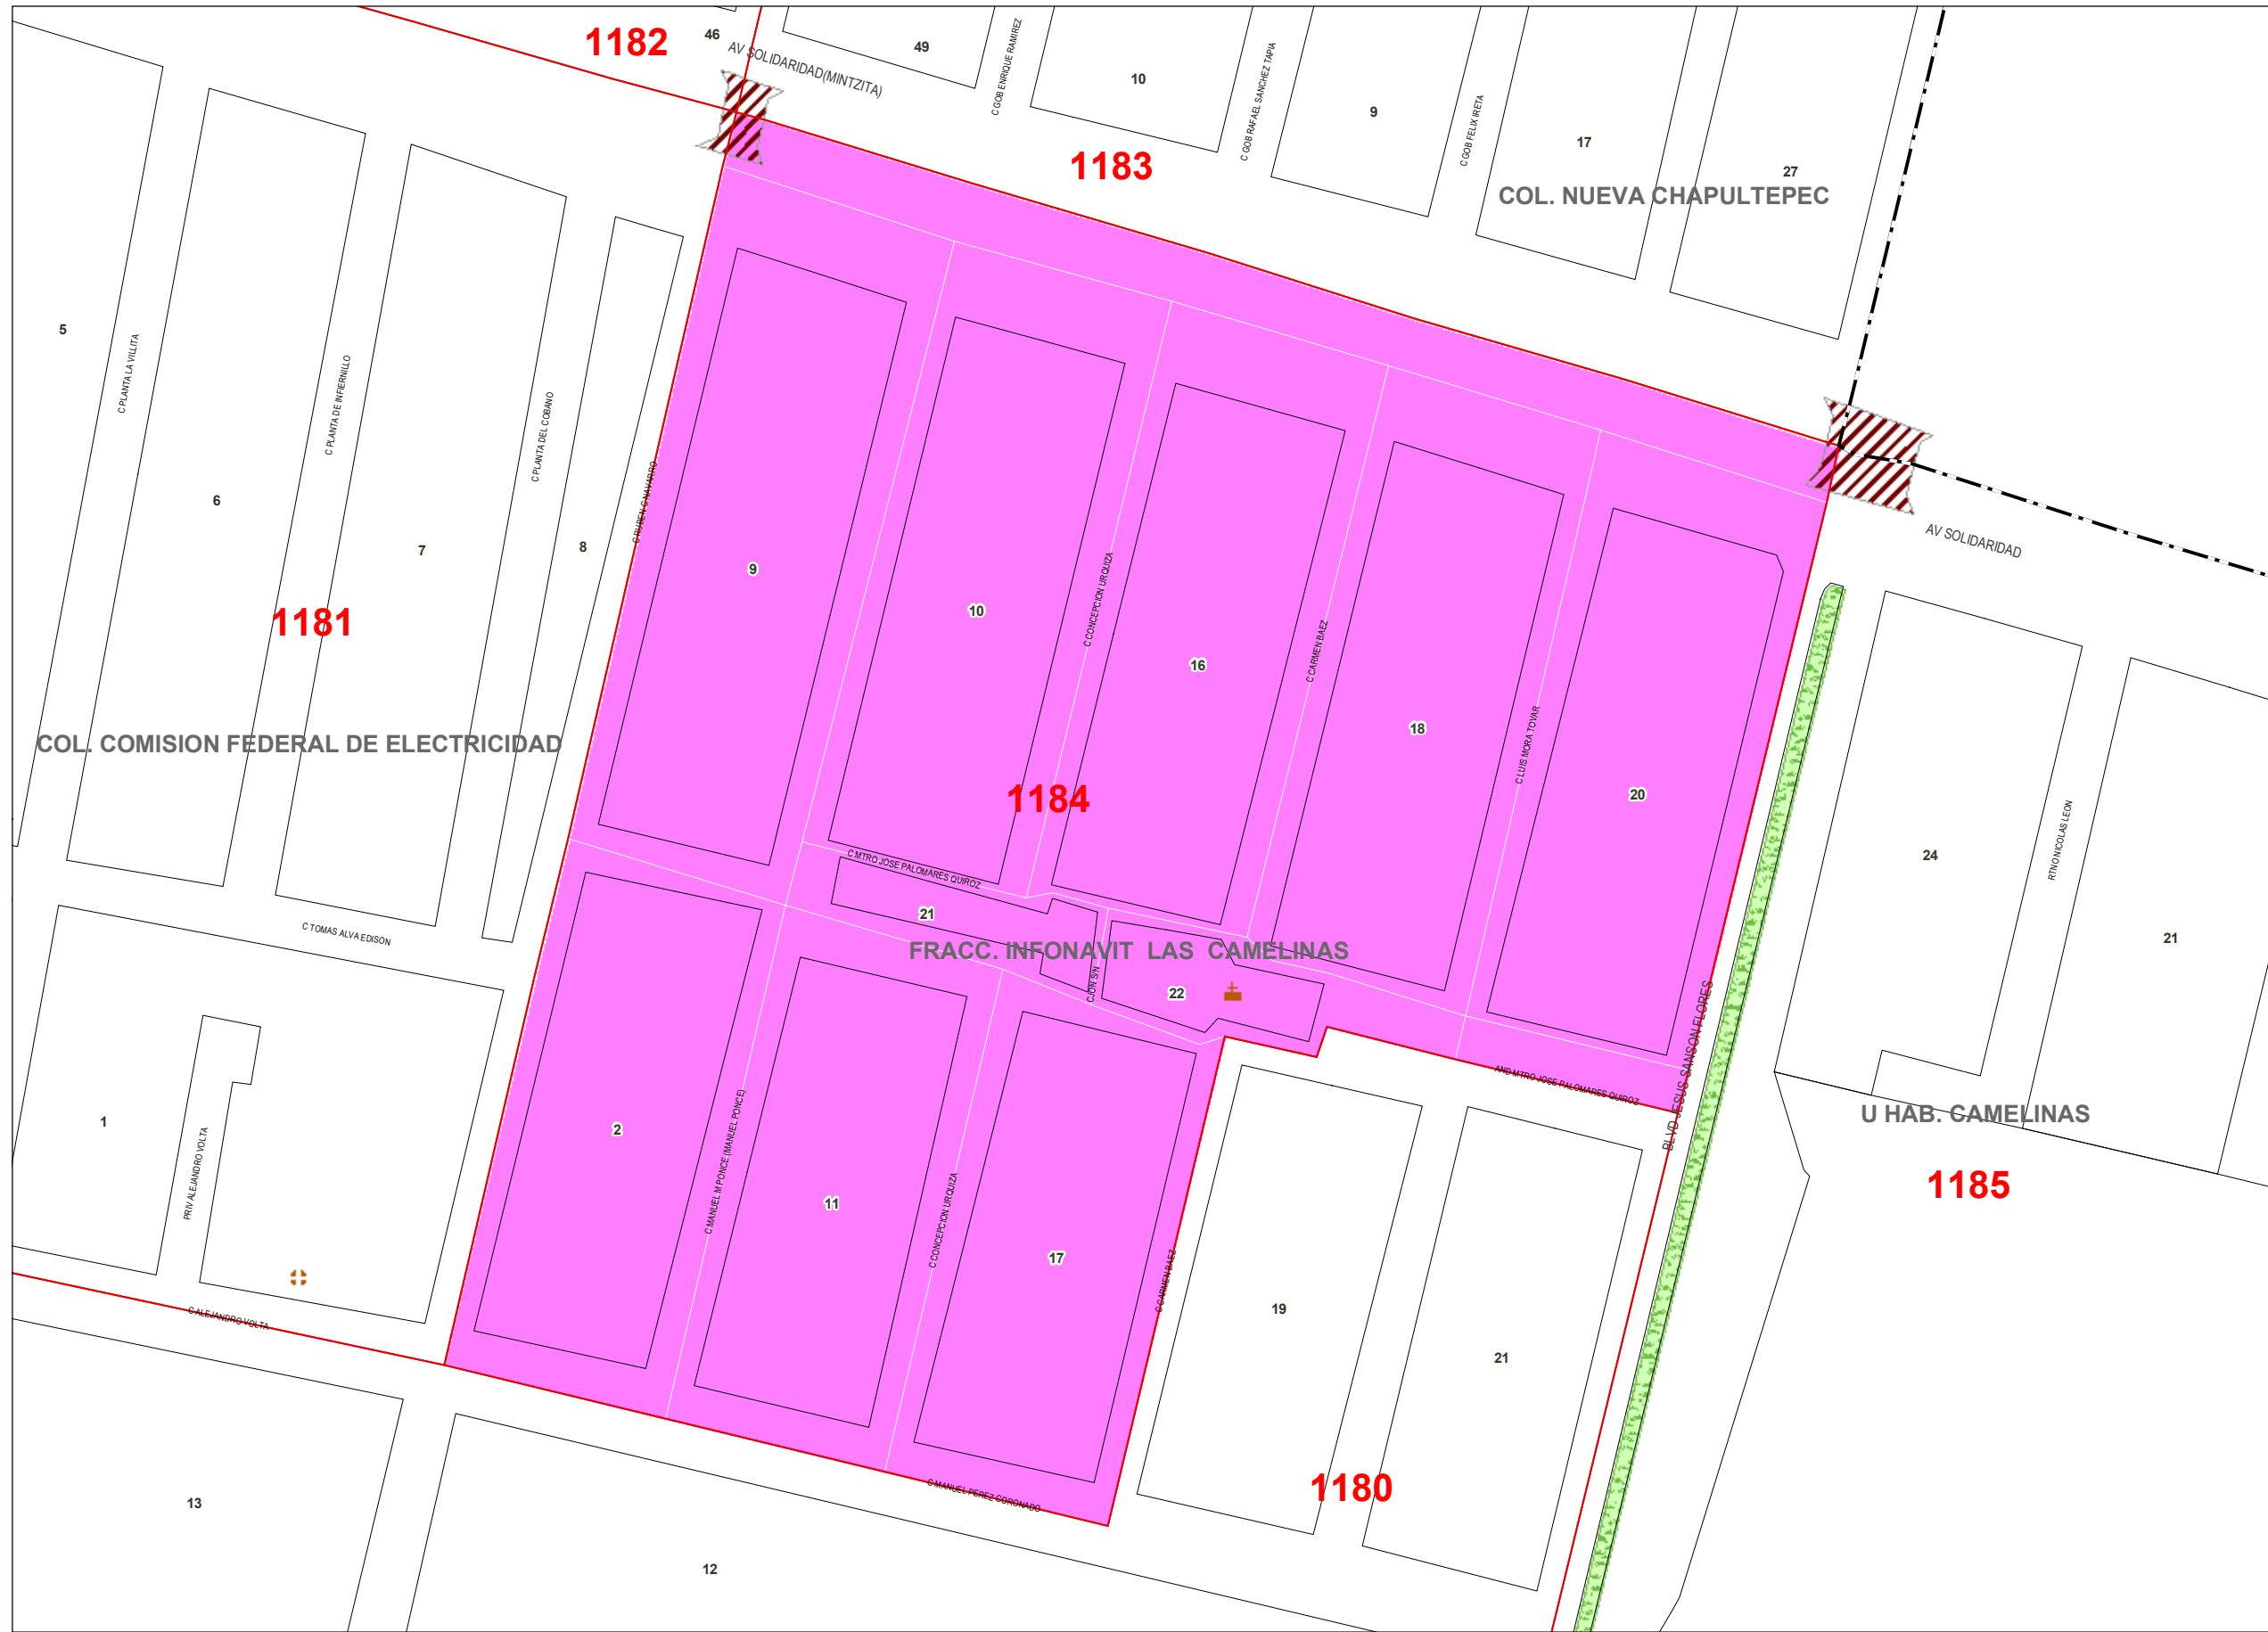 1182
46
AV SOLIDARIDAD(MINTZITA)
49
C GOB ENRIQUE RAMIREZ
10
C GOB RAFAEL SANCHEZ TAPIA
9
C GOB FELIX IRETA
17
27
1183
COL. NUEVA CHAPULTEPEC
5
C PLANTA LA VILLITA
6
C PLANTA DE INFIERNILLO
7
C PLANTA DEL COBANO
8
C RUBEN C NAVARRO
1181
COL. COMISION FEDERAL DE ELECTRICIDAD
9
10
C CONCEPCION URQUIZA
16
C CARMEN BAEZ
18
C LUIS MORA TOVAR
20
1184
AV SOLIDARIDAD
24
RTNO NICOLAS LEON
21
C MTRO JOSE PALOMARES QUIROZ
21
FRACC. INFONAVIT  LAS  CAMELINAS
CJON S/N
22
C TOMAS ALVA EDISON
1
PRIV ALEJANDRO VOLTA
2
C MANUEL M PONCE (MANUEL PONCE)
11
C CONCEPCION URQUIZA
17
C CARMEN BAEZ
AND MTRO JOSE PALOMARES QUIROZ
BLVD JESUS SANSON FLORES
U HAB. CAMELINAS
1185
19
21
1180
C ALEJANDRO VOLTA
C MANUEL PEREZ CORONADO
13
12